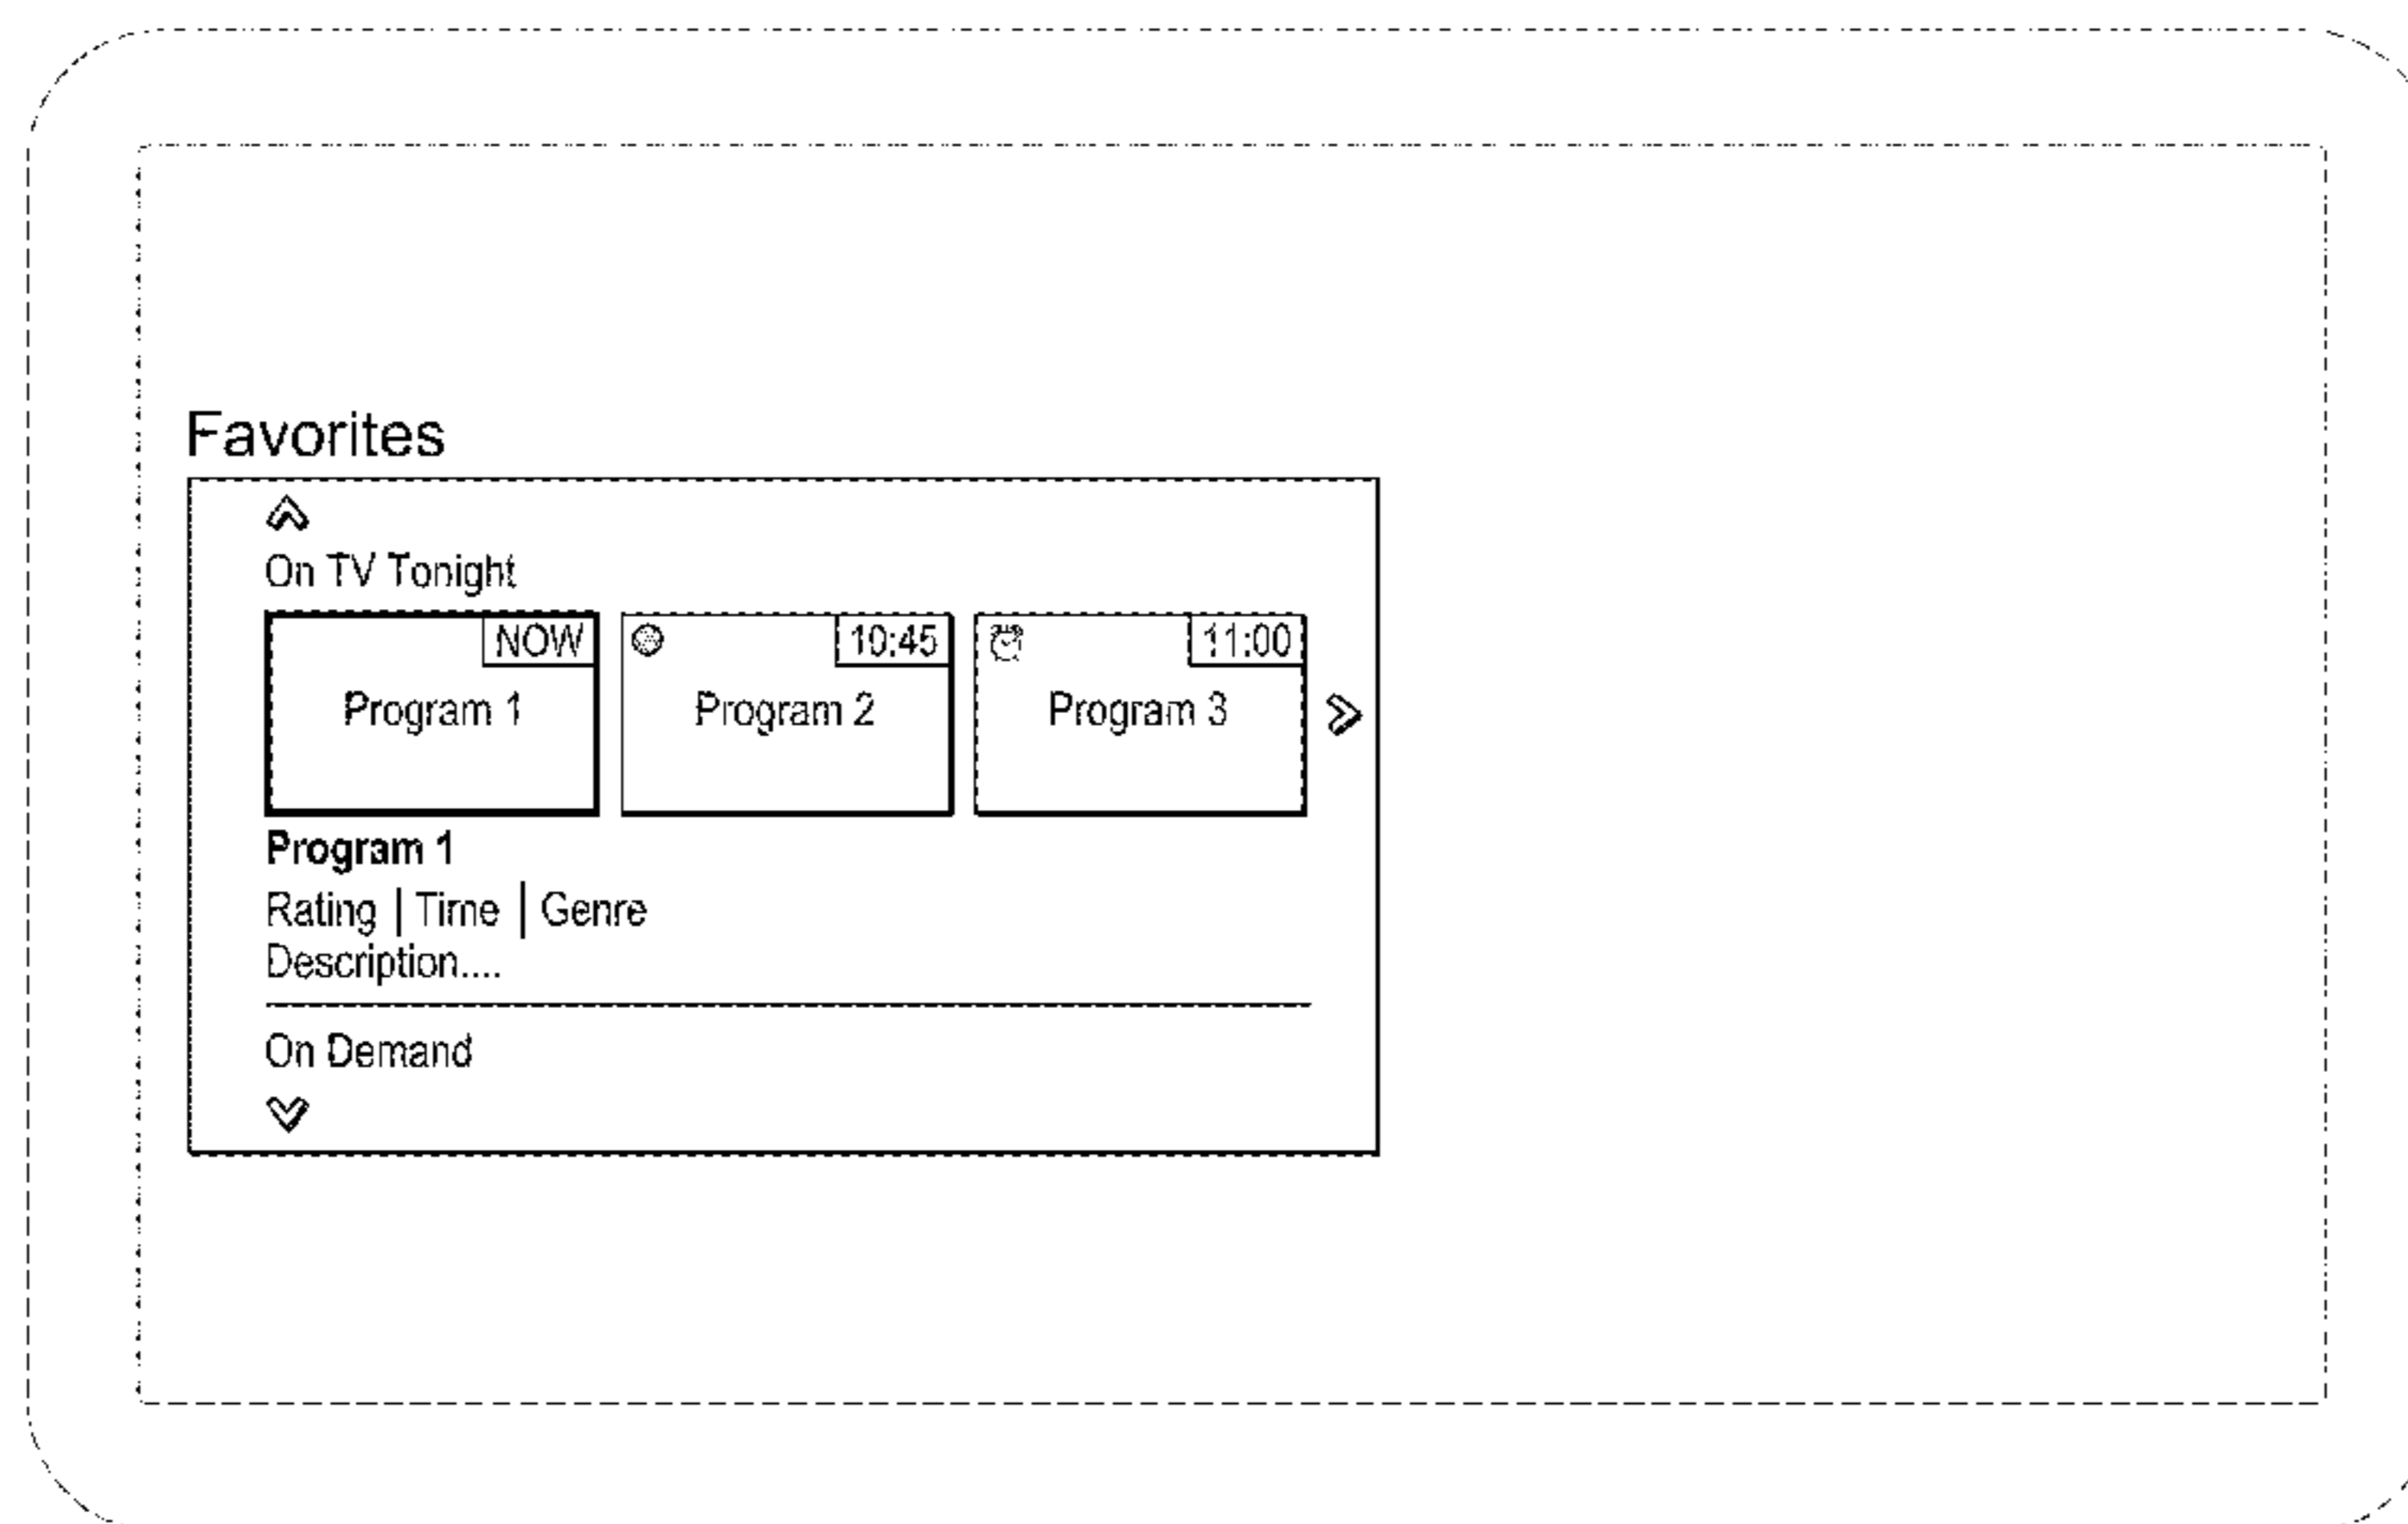 Favorites
On TV Tonight
NOW 10:45 11:00
Program 1 Program 2 Program 3
Program 1
Rating | Time | Genre
Description....
On Demand